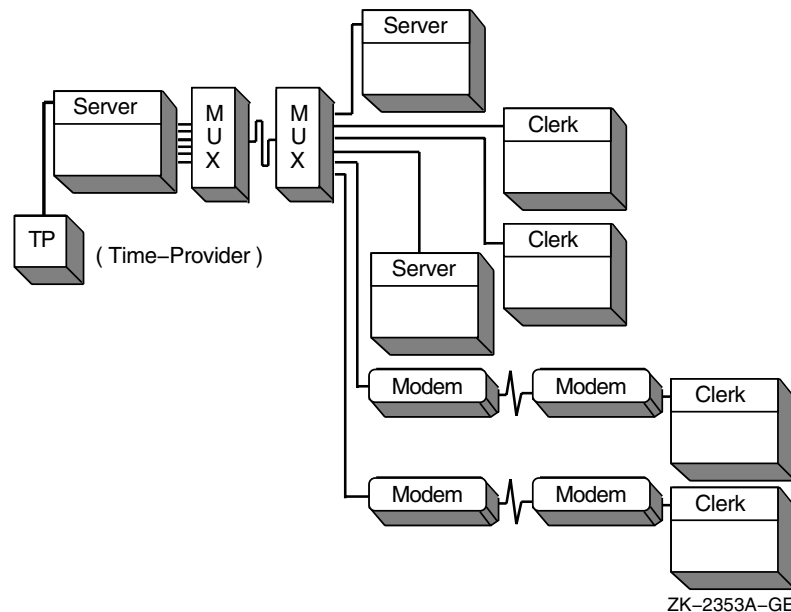 Server
Server
M
U
X
M
U
X
Clerk
TP
( Time–Provider )
Clerk
Server
Modem
Modem
Clerk
Modem
Modem
Clerk
ZK–2353A–GE